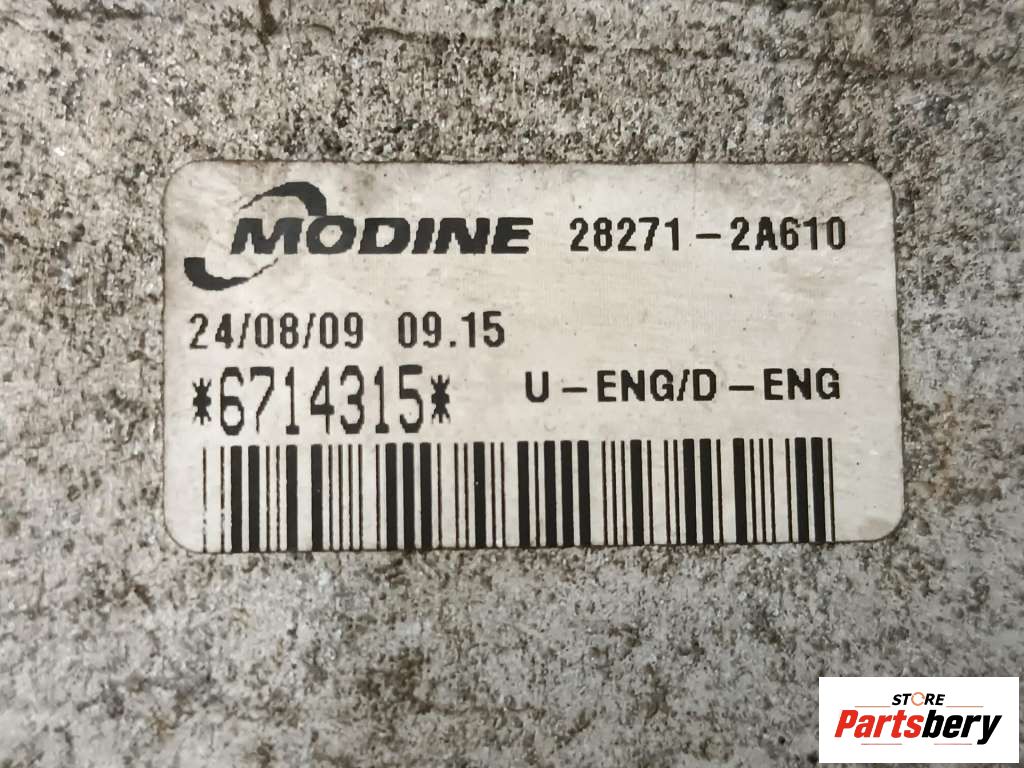 MODINE 28271-2A610
24/08/09 09.15
*6714315* U-ENG/D-ENG
STORE
Partsbery